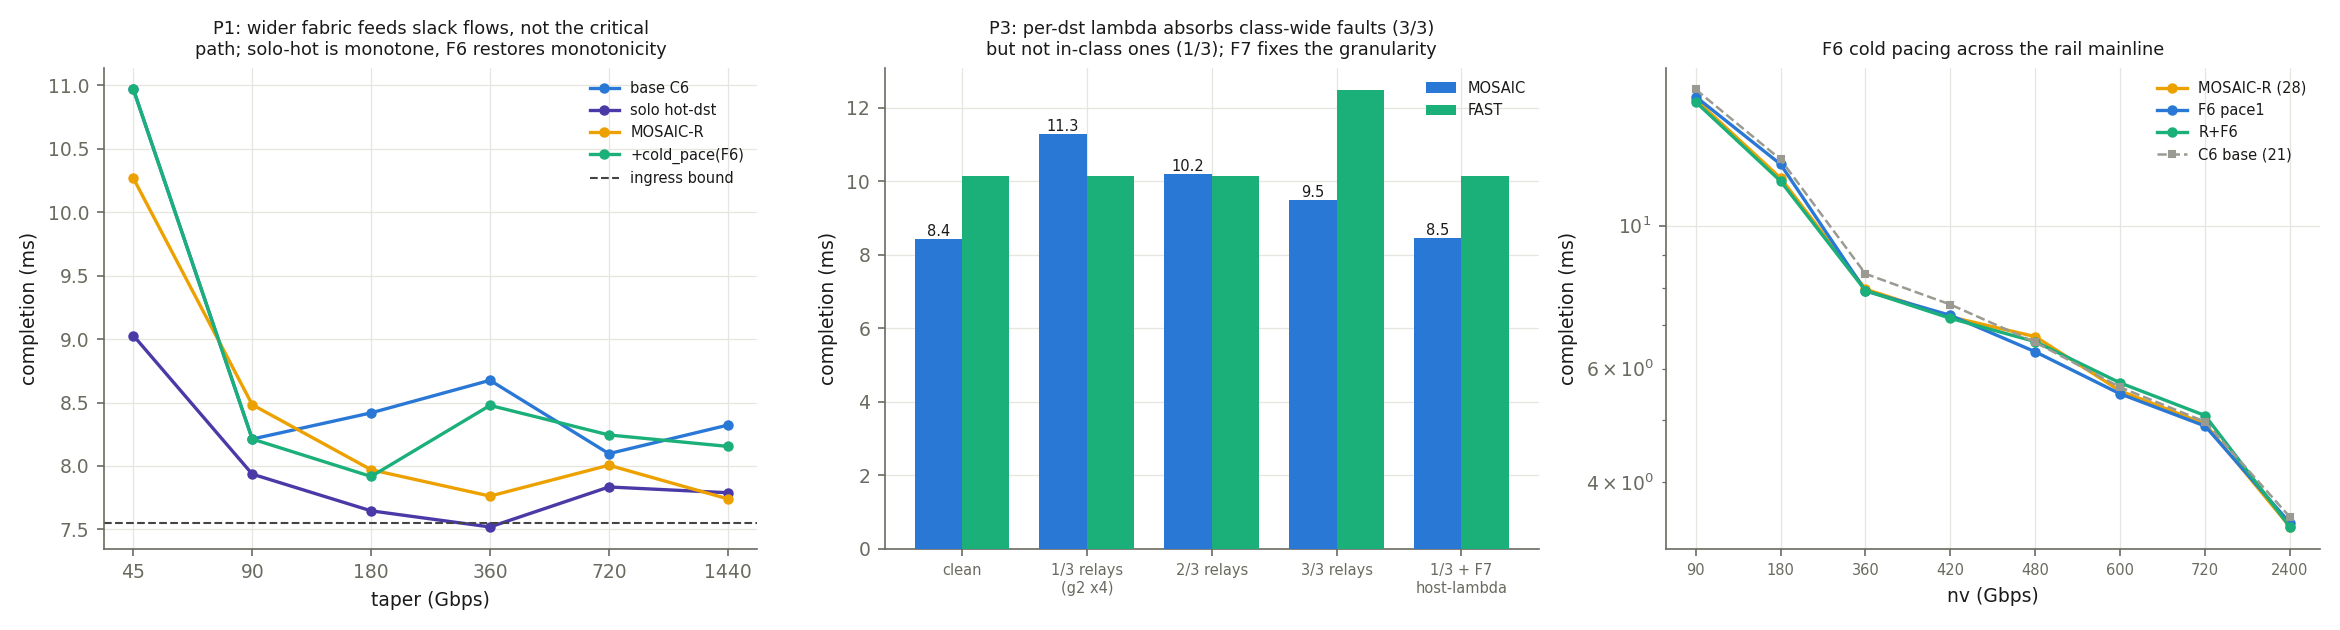 P1: wider fabric feeds slack flows, not the critical
path; solo-hot is monotone, F6 restores monotonicity
completion (ms)
11.0
10.5
10.0
9.5
9.0
8.5
8.0
7.5
base C6
solo hot-dst
MOSAIC-R
+cold_pace(F6)
ingress bound
45 90 180 360 720 1440
taper (Gbps)
P3: per-dst lambda absorbs class-wide faults (3/3)
but not in-class ones (1/3); F7 fixes the granularity
completion (ms)
12
10
8
6
4
2
0
MOSAIC
FAST
8.4
11.3
10.2
9.5
8.5
clean
1/3 relays
(g2 x4)
2/3 relays
3/3 relays
1/3 + F7
host-lambda
F6 cold pacing across the rail mainline
completion (ms)
10¹
6 × 10⁰
4 × 10⁰
MOSAIC-R (28)
F6 pace1
R+F6
C6 base (21)
90 180 360 420 480 600 720 2400
nv (Gbps)